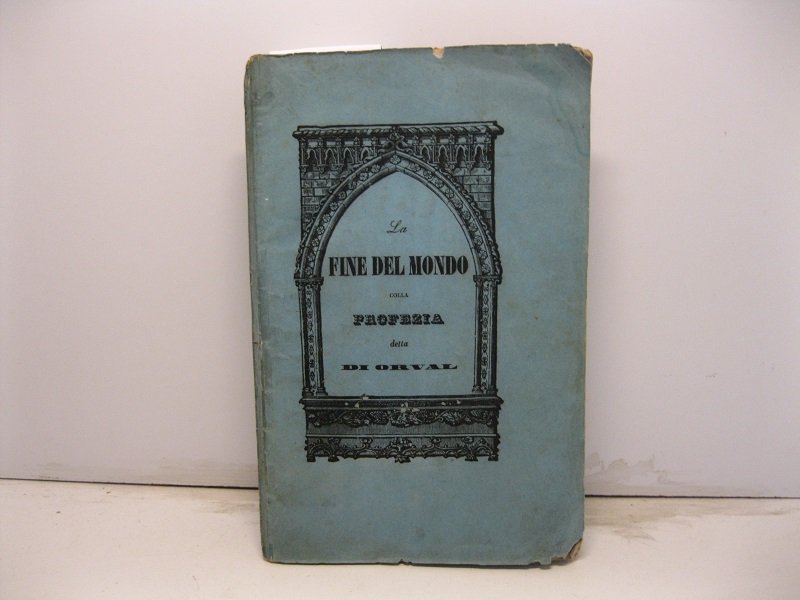 La
FINE DEL MONDO
COLLA
PROFEZIA
detta
DI ORVAL